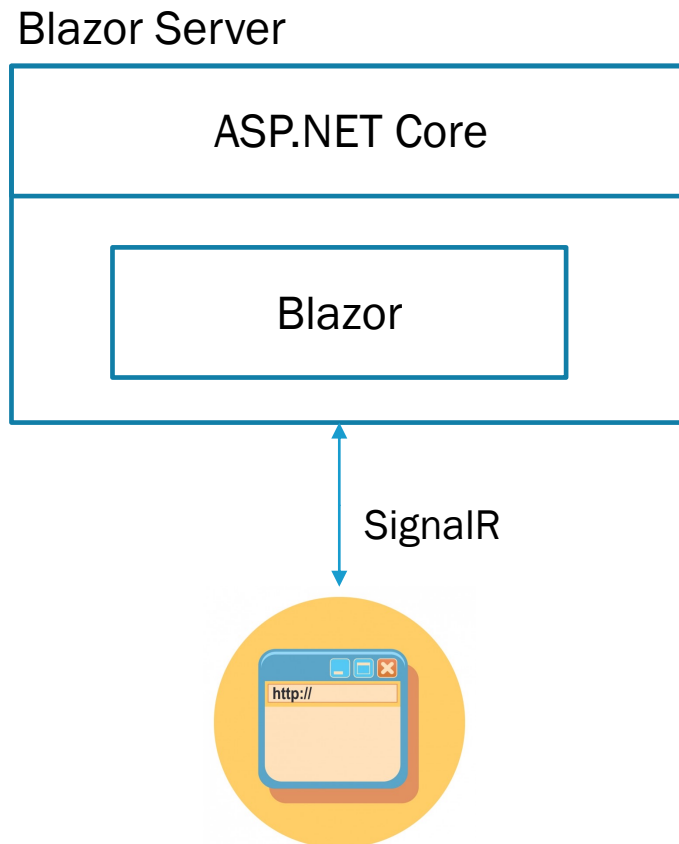 Blazor Server
ASP.NET Core
Blazor
SignalR
http://